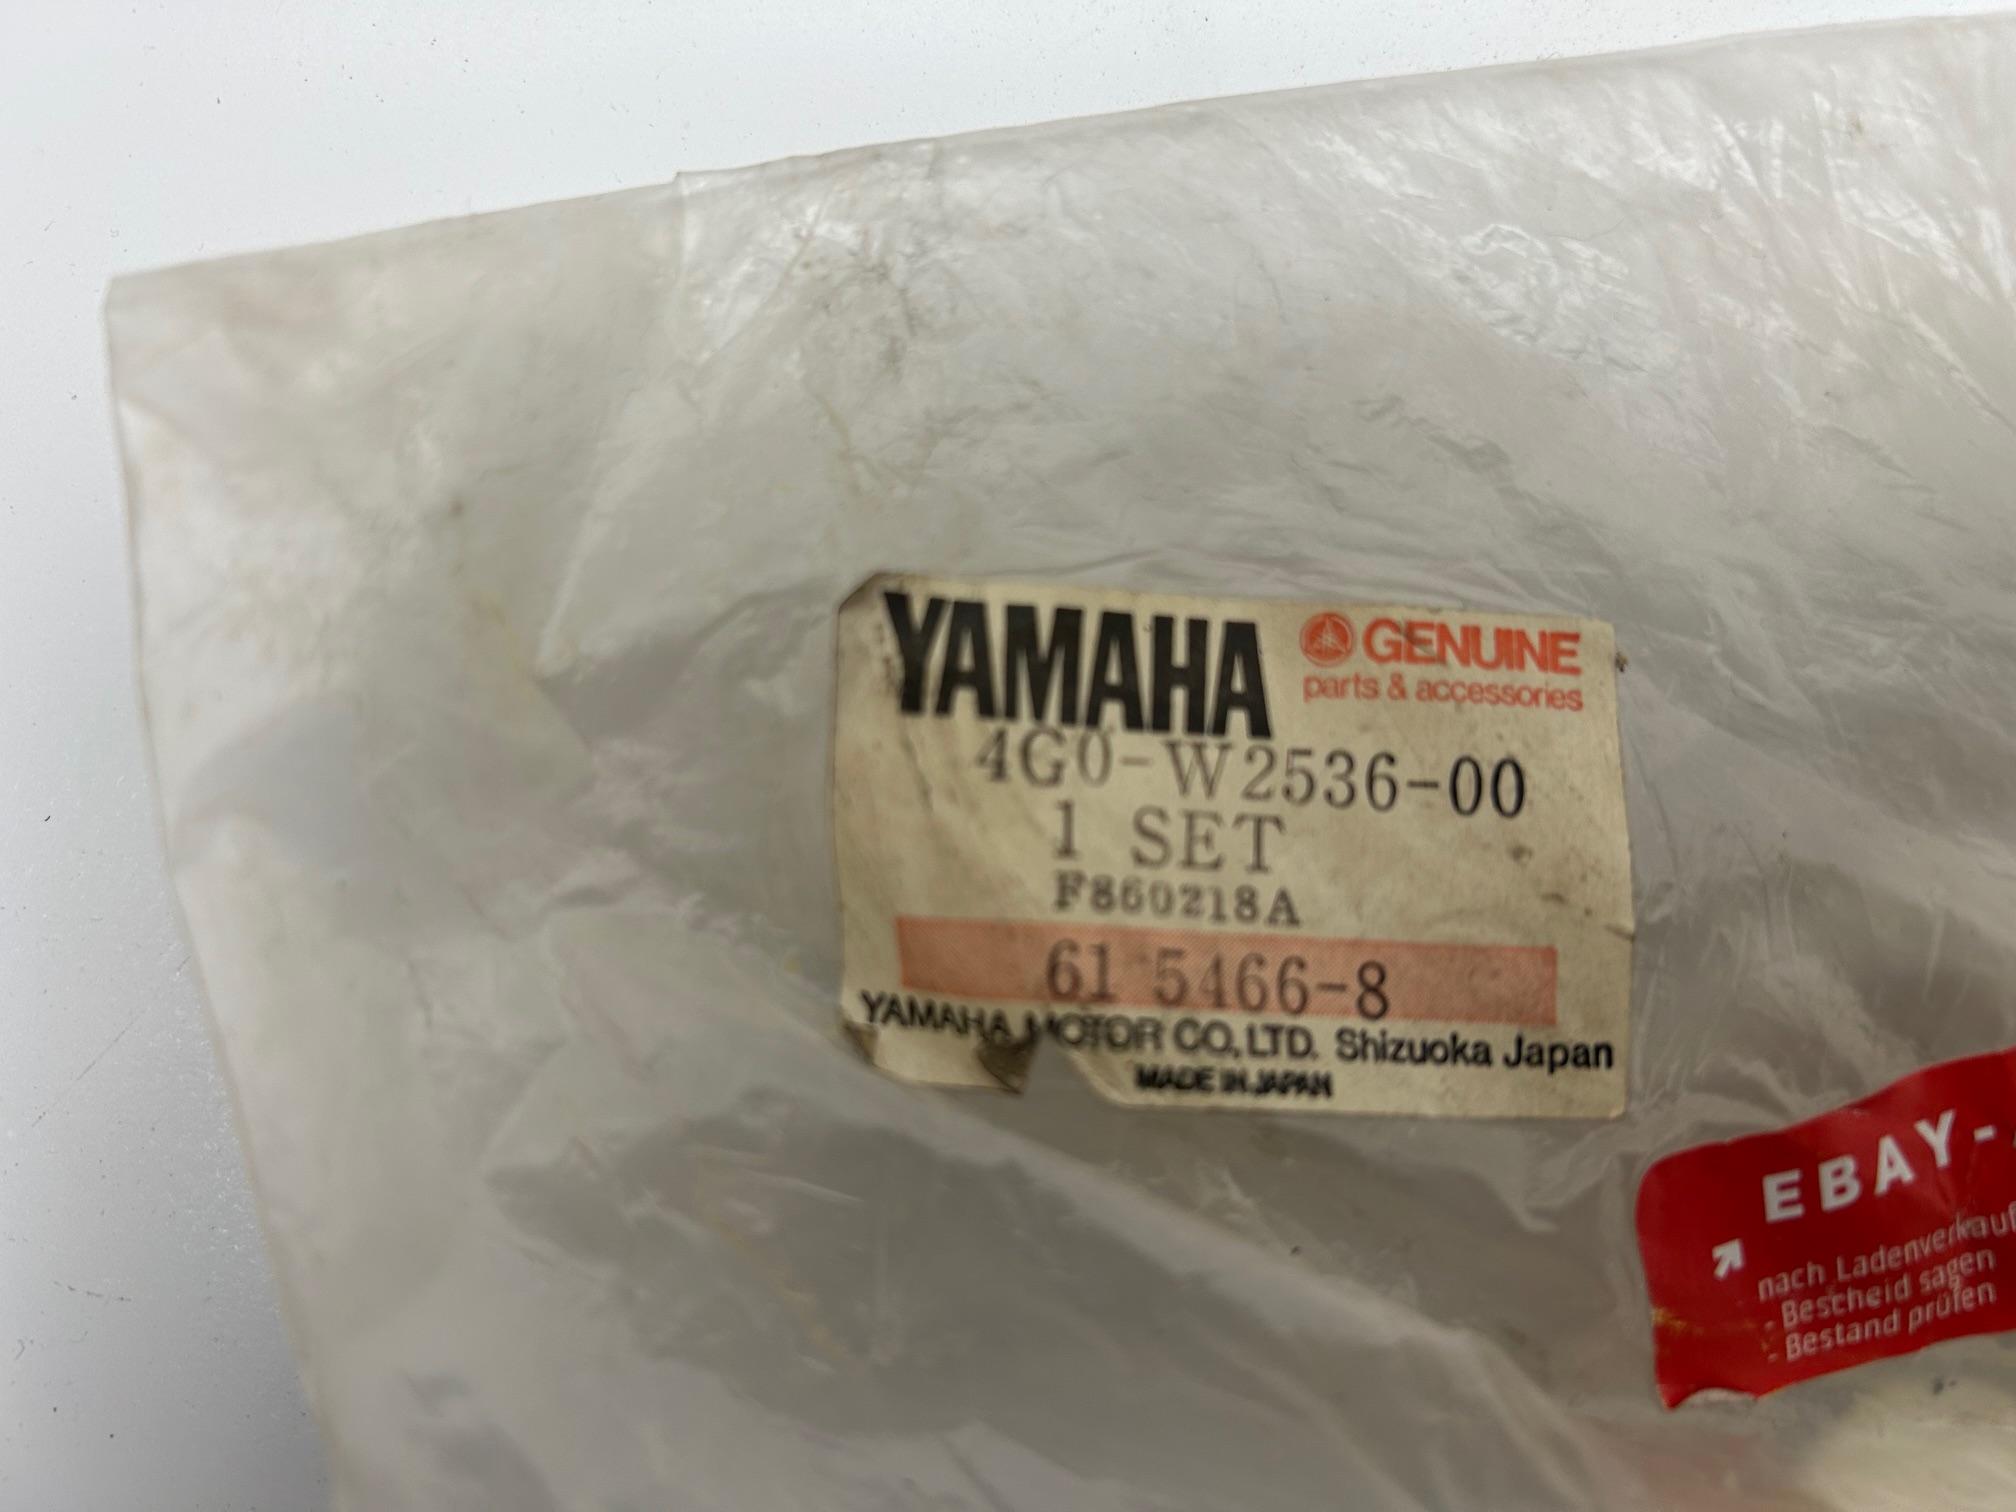 YAMAHA
GENUINE
parts & accessories
4G0-W2536-00
1 SET
F860218A
61 5466-8
YAMAHA MOTOR CO., LTD. Shizuoka Japan
MADE IN JAPAN
EBAY-
nach Ladenverkauf
- Bescheid sagen
- Bestand prüfen